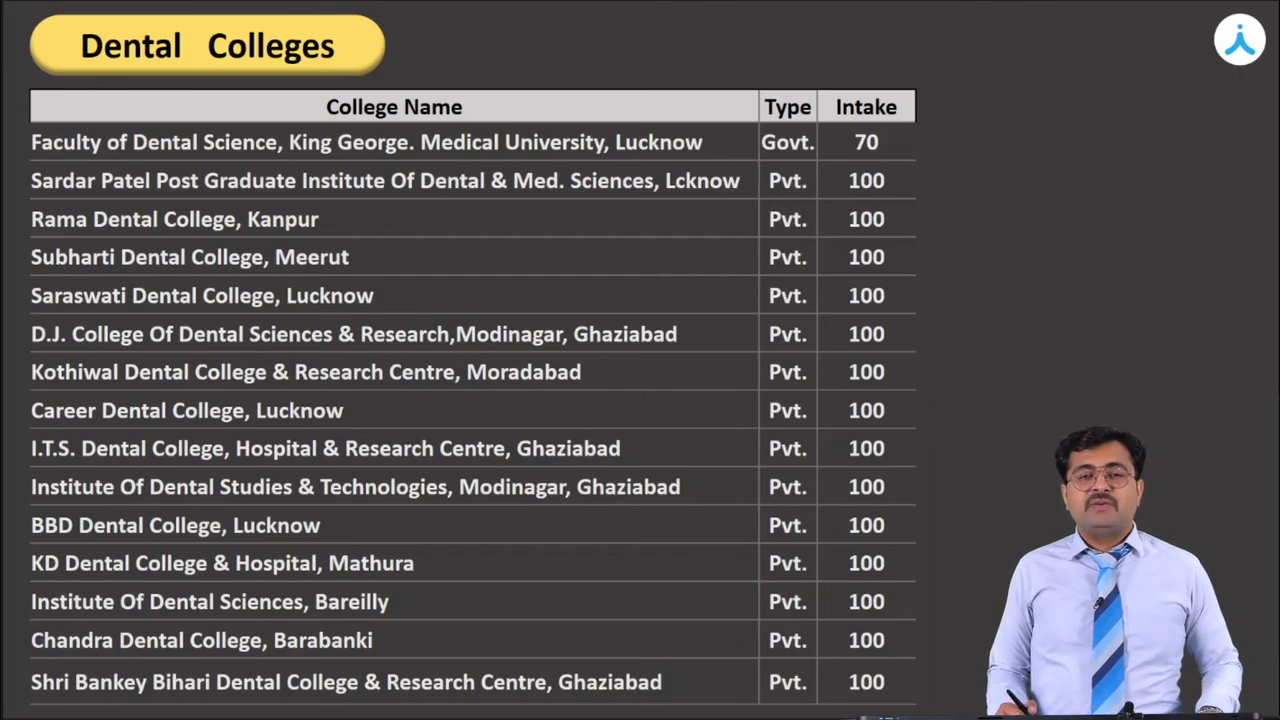 Dental Colleges
College Name Type Intake
Faculty of Dental Science, King George. Medical University, Lucknow Govt. 70
Sardar Patel Post Graduate Institute Of Dental & Med. Sciences, Lcknow Pvt. 100
Rama Dental College, Kanpur Pvt. 100
Subharti Dental College, Meerut Pvt. 100
Saraswati Dental College, Lucknow Pvt. 100
D.J. College Of Dental Sciences & Research,Modinagar, Ghaziabad Pvt. 100
Kothiwal Dental College & Research Centre, Moradabad Pvt. 100
Career Dental College, Lucknow Pvt. 100
I.T.S. Dental College, Hospital & Research Centre, Ghaziabad Pvt. 100
Institute Of Dental Studies & Technologies, Modinagar, Ghaziabad Pvt. 100
BBD Dental College, Lucknow Pvt. 100
KD Dental College & Hospital, Mathura Pvt. 100
Institute Of Dental Sciences, Bareilly Pvt. 100
Chandra Dental College, Barabanki Pvt. 100
Shri Bankey Bihari Dental College & Research Centre, Ghaziabad Pvt. 100